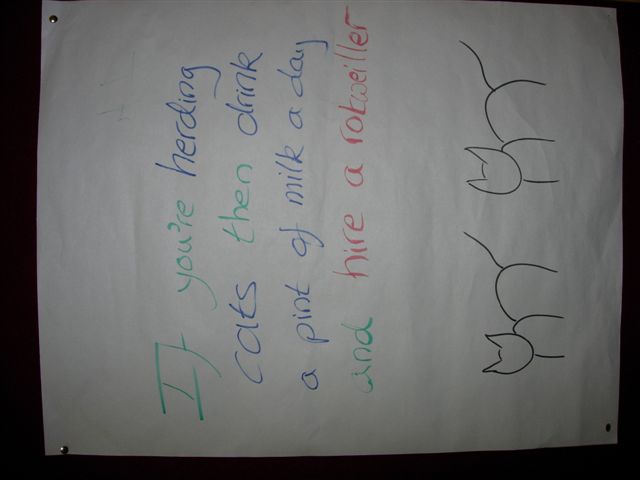 If you're herding
cats then drink
a pint of milk a day
and hire a rotweiller